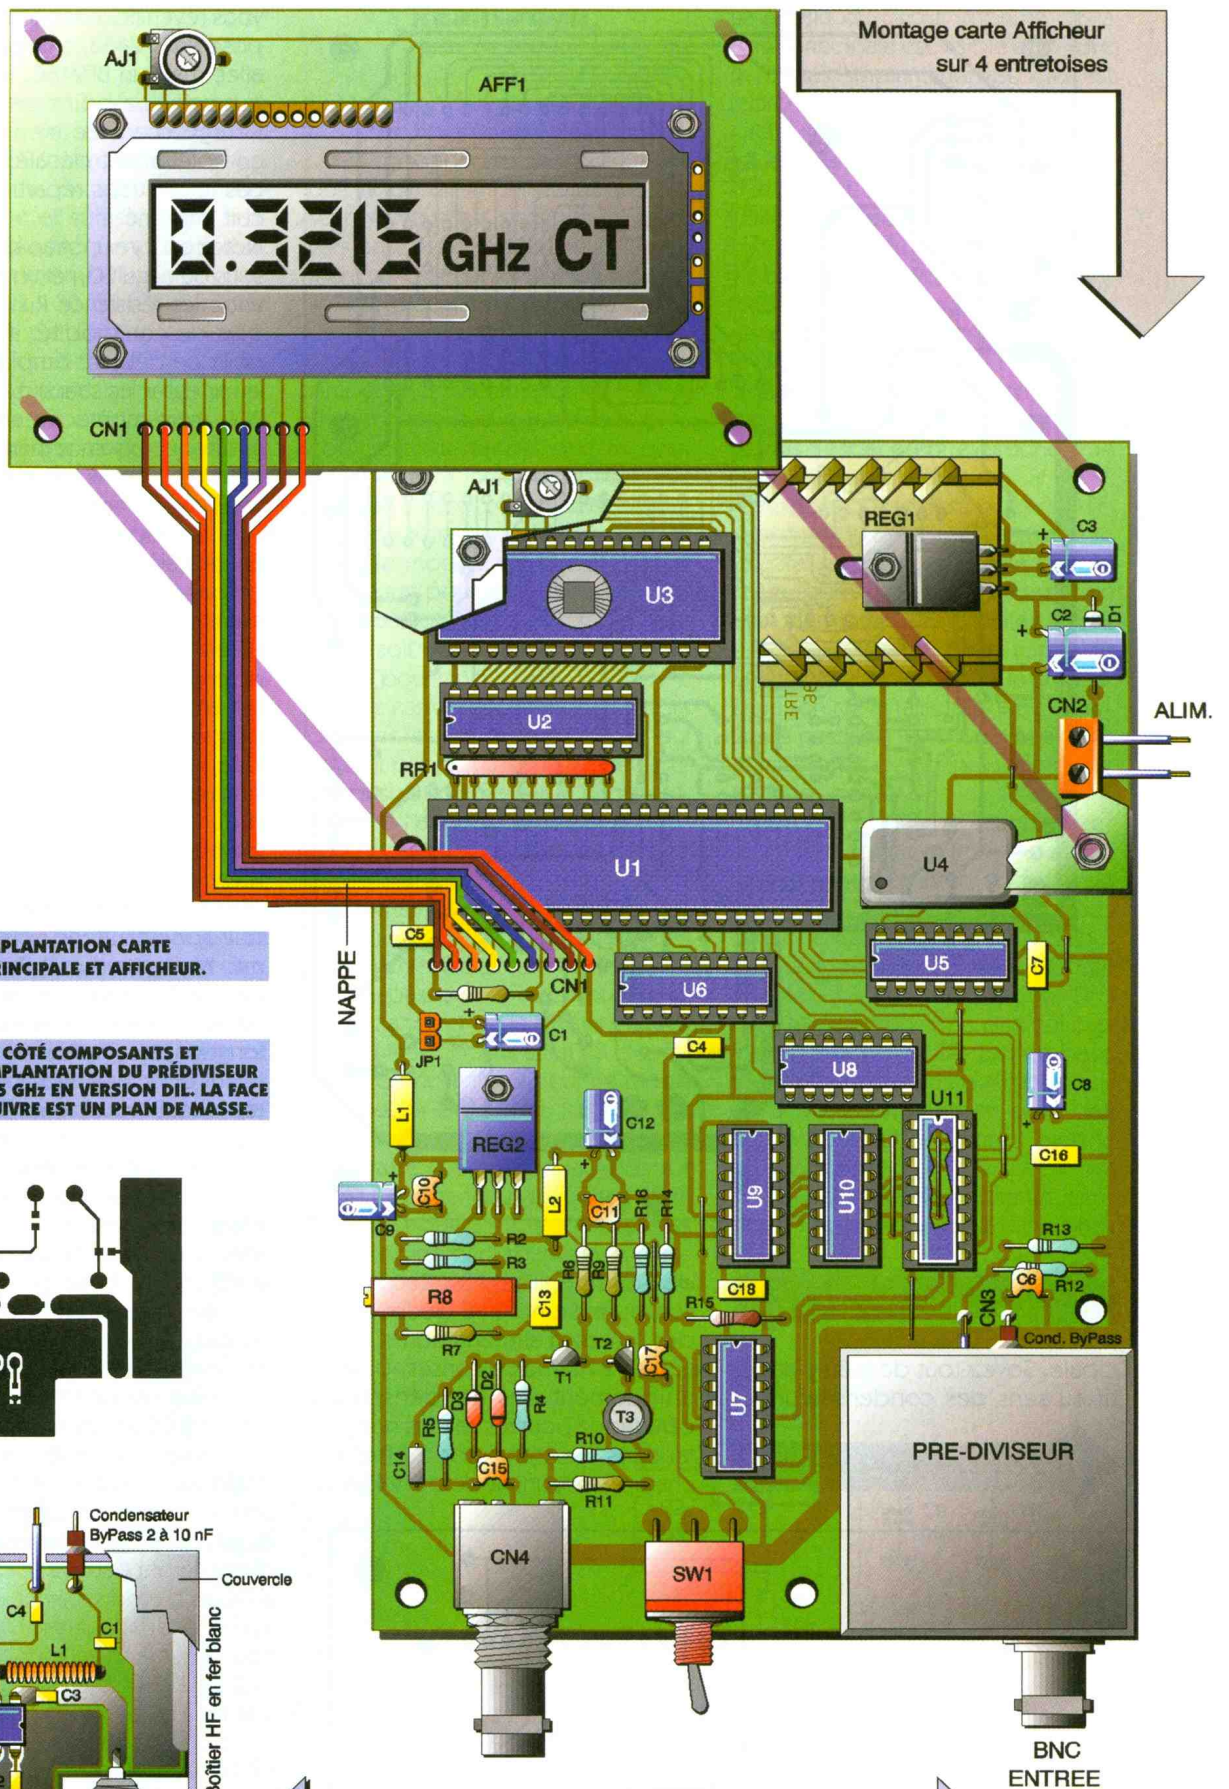 Montage carte Afficheur
sur 4 entretoises
AJ1
AFF1
0.3215 GHz CT
CN1
AJ1
REG1
C3
+
U3
C2
D1
+
CN2
ALIM.
U2
RR1
U1
U4
C5
NAPPE
CN1
U5
C7
U6
+
C1
JP1
C4
U8
C8
+
L1
REG2
C12
+
U11
C16
U9
U10
+
C10
C9
L2
C11
R16
R14
R2
R3
R6
R9
R13
C6
R12
R8
C13
C18
R15
CN3
Cond. ByPass
R7
T1
T2
C17
U7
D3
D2
R4
R5
T3
C14
C15
R10
R11
PRE-DIVISEUR
CN4
SW1
BNC
ENTREE
PLANTATION CARTE
INCIPALE ET AFFICHEUR.
CÔTÉ COMPOSANTS ET
PLANTATION DU PRÉDIVISEUR
5 GHz EN VERSION DIL. LA FACE
IVRE EST UN PLAN DE MASSE.
Condensateur
ByPass 2 à 10 nF
Couvercle
C4
C1
L1
C3
Boîtier HF en fer blanc